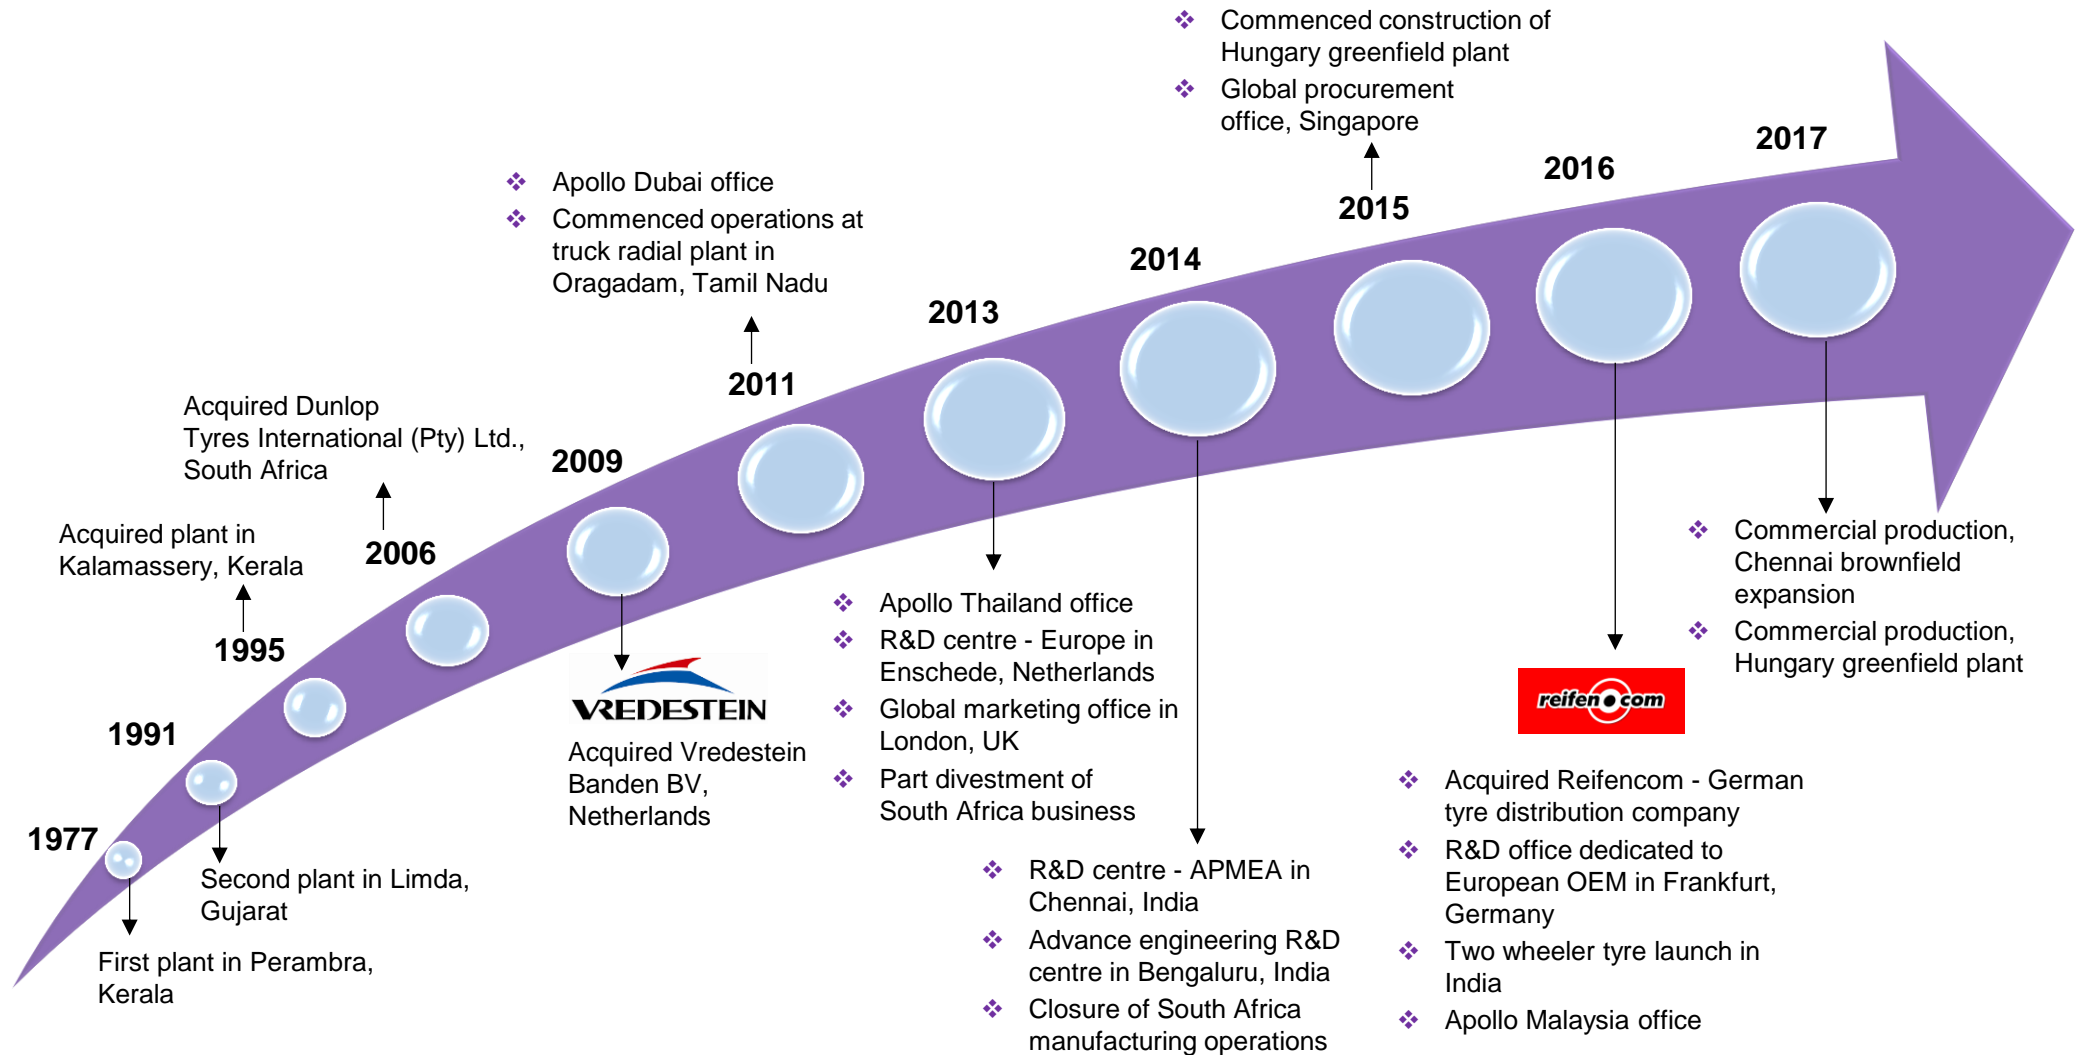 1977
First plant in Perambra,
Kerala
1991
Second plant in Limda,
Gujarat
1995
Acquired plant in
Kalamassery, Kerala
2006
Acquired Dunlop
Tyres International (Pty) Ltd.,
South Africa
2009
VREDESTEIN
Acquired Vredestein
Banden BV,
Netherlands
2011
❖ Apollo Dubai office
❖ Commenced operations at
truck radial plant in
Oragadam, Tamil Nadu
2013
❖ Apollo Thailand office
❖ R&D centre - Europe in
Enschede, Netherlands
❖ Global marketing office in
London, UK
❖ Part divestment of
South Africa business
2014
❖ R&D centre - APMEA in
Chennai, India
❖ Advance engineering R&D
centre in Bengaluru, India
❖ Closure of South Africa
manufacturing operations
2015
❖ Commenced construction of
Hungary greenfield plant
❖ Global procurement
office, Singapore
2016
reifen com
❖ Acquired Reifencom - German
tyre distribution company
❖ R&D office dedicated to
European OEM in Frankfurt,
Germany
❖ Two wheeler tyre launch in
India
❖ Apollo Malaysia office
2017
❖ Commercial production,
Chennai brownfield
expansion
❖ Commercial production,
Hungary greenfield plant